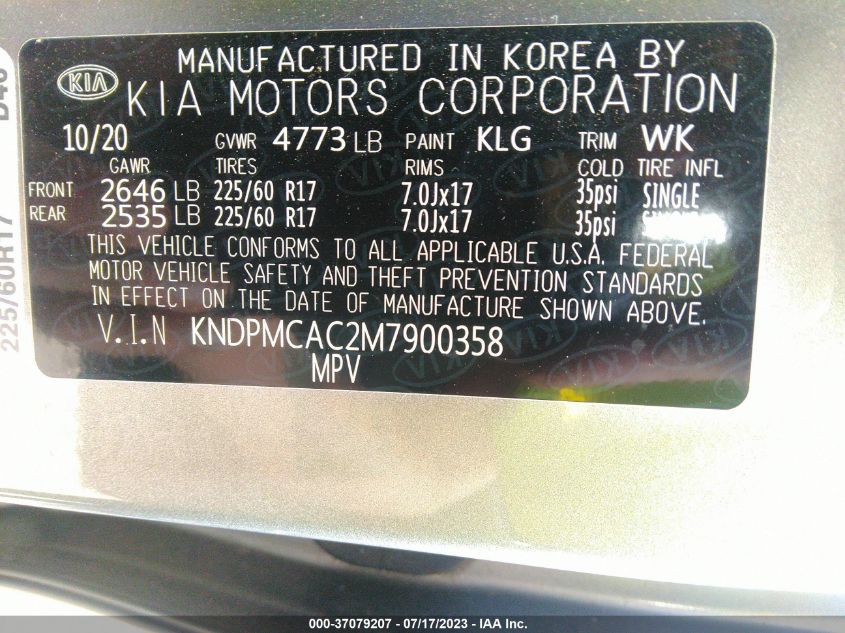 MANUFACTURED IN KOREA BY
KIA KIA MOTORS CORPORATION
10/20 GVWR 4773 LB PAINT KLG TRIM WK
GAWR TIRES RIMS COLD TIRE INFL
FRONT 2646 LB 225/60 R17 7.0Jx17 35psi SINGLE
REAR 2535 LB 225/60 R17 7.0Jx17 35psi SINGLE
THIS VEHICLE CONFORMS TO ALL APPLICABLE U.S.A. FEDERAL
MOTOR VEHICLE SAFETY AND THEFT PREVENTION STANDARDS
IN EFFECT ON THE DATE OF MANUFACTURE SHOWN ABOVE.
V.I.N KNDPMCAC2M7900358
MPV
225/60R17
000-37079207 - 07/17/2023 - IAA Inc.